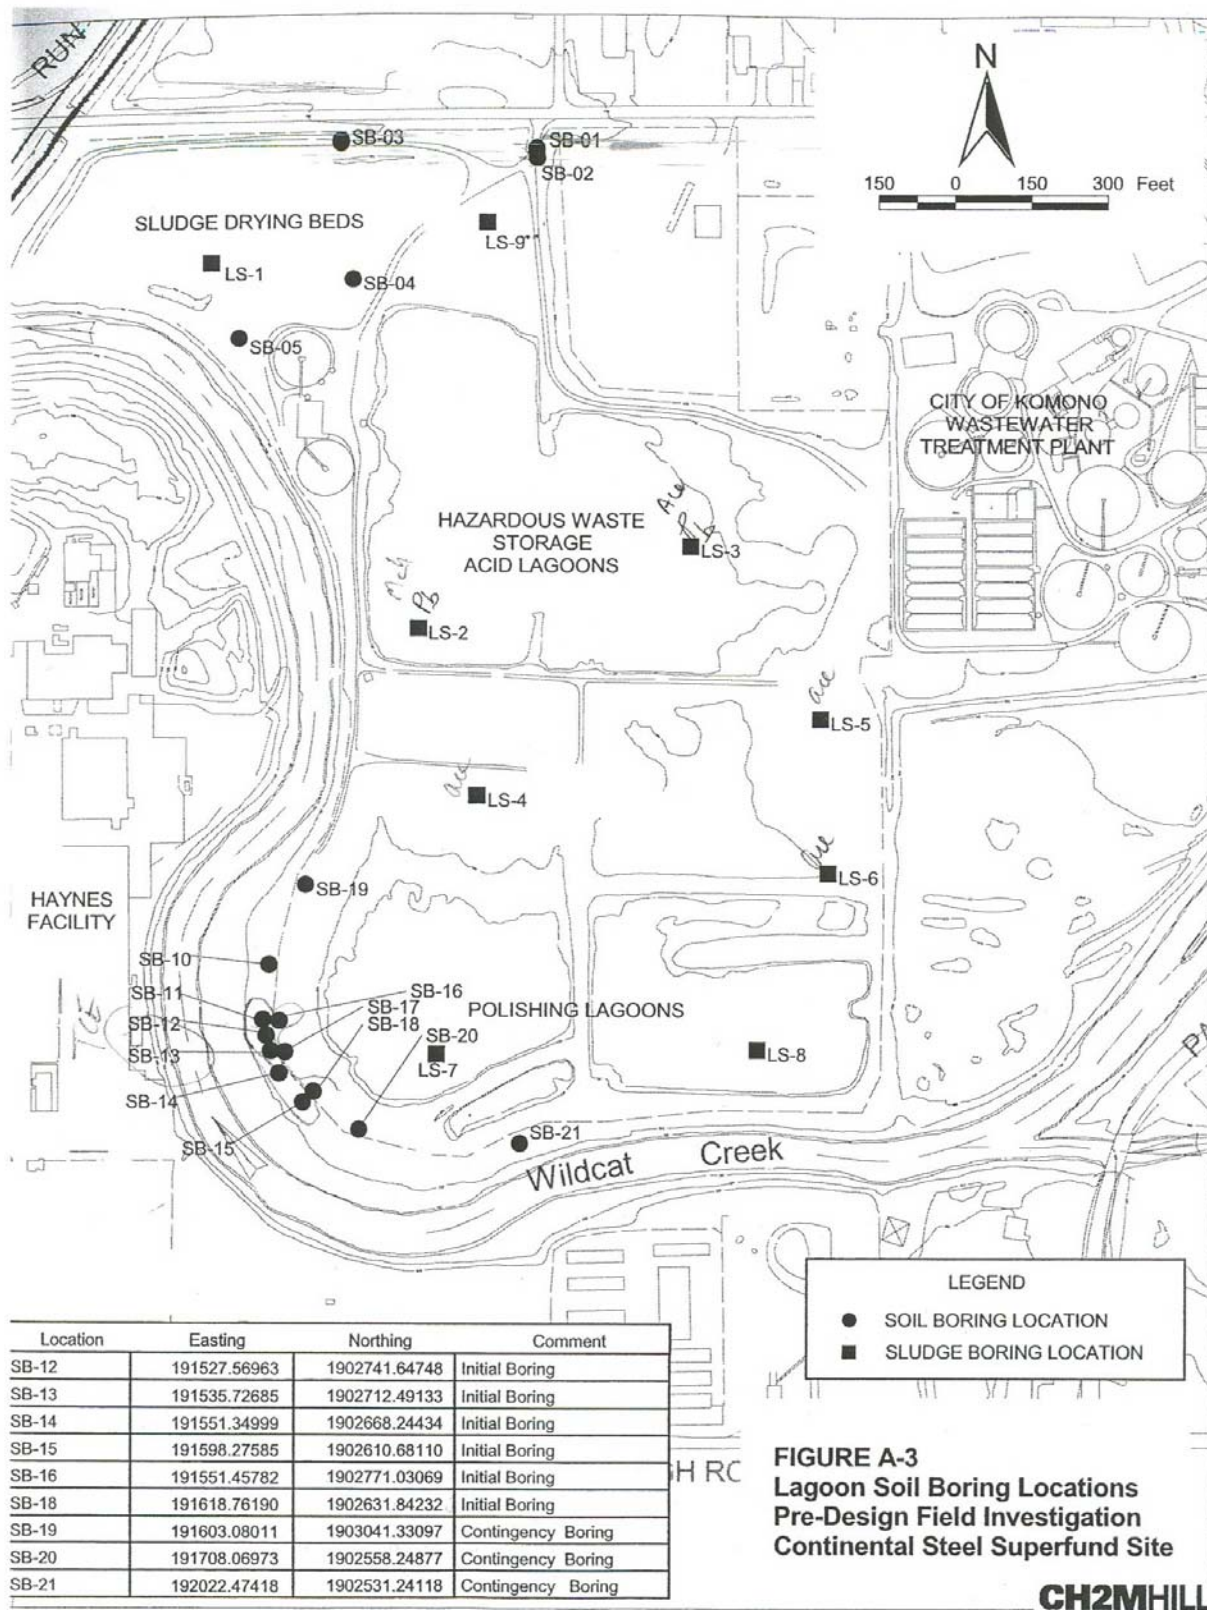 RUN
N
SB-03
SB-01
SB-02
150 0 150 300 Feet
SLUDGE DRYING BEDS
LS-9**
LS-1
SB-04
SB-05
CITY OF KOMONO
WASTEWATER
TREATMENT PLANT
Ace
Pb
HAZARDOUS WASTE
STORAGE
ACID LAGOONS
LS-3
Pb
LS-2
ace
LS-5
ace
LS-4
ace
LS-6
SB-19
HAYNES
FACILITY
SB-10
SB-11
SB-16
SB-17
POLISHING LAGOONS
SB-12
SB-18
SB-20
SB-13
LS-7
LS-8
SB-14
SB-15
SB-21
Wildcat Creek
LEGEND
SOIL BORING LOCATION
SLUDGE BORING LOCATION
Location Easting Northing Comment
SB-12 191527.56963 1902741.64748 Initial Boring
SB-13 191535.72685 1902712.49133 Initial Boring
SB-14 191551.34999 1902668.24434 Initial Boring
SB-15 191598.27585 1902610.68110 Initial Boring
SB-16 191551.45782 1902771.03069 Initial Boring
SB-18 191618.76190 1902631.84232 Initial Boring
SB-19 191603.08011 1903041.33097 Contingency Boring
SB-20 191708.06973 1902558.24877 Contingency Boring
SB-21 192022.47418 1902531.24118 Contingency Boring
GH RO
FIGURE A-3
Lagoon Soil Boring Locations
Pre-Design Field Investigation
Continental Steel Superfund Site
CH2MHILL